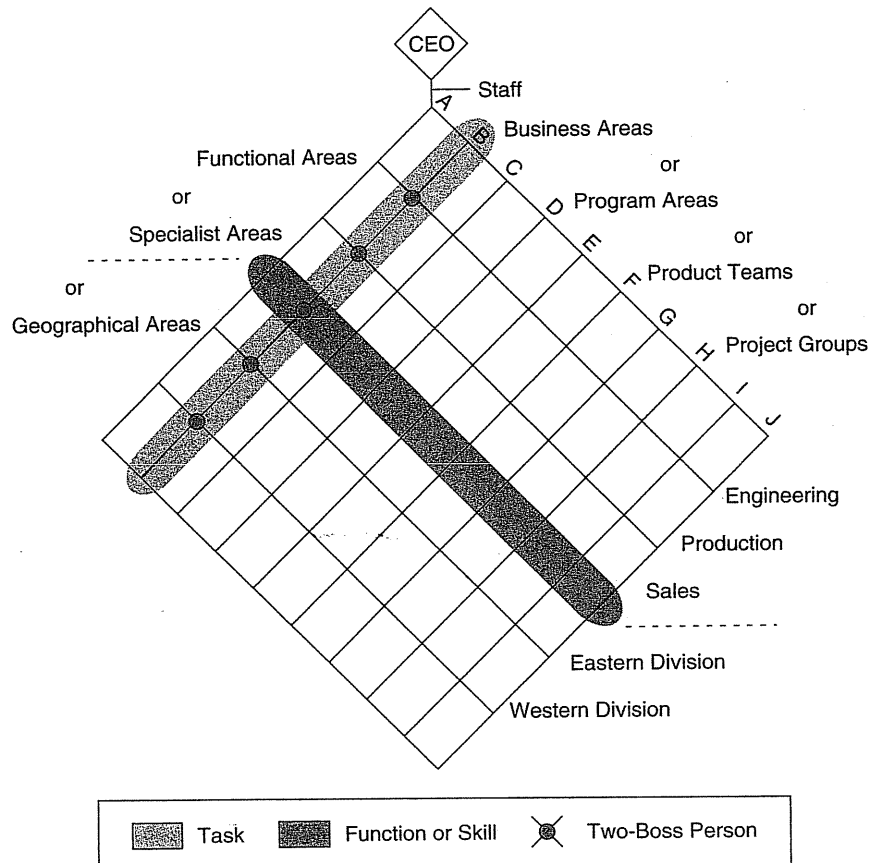 CEO
Staff
A
B
C
D
E
F
G
H
I
J
Business Areas
or
Program Areas
or
Product Teams
or
Project Groups
Functional Areas
or
Specialist Areas
or
Geographical Areas
Engineering
Production
Sales
Eastern Division
Western Division
Task
Function or Skill
Two-Boss Person